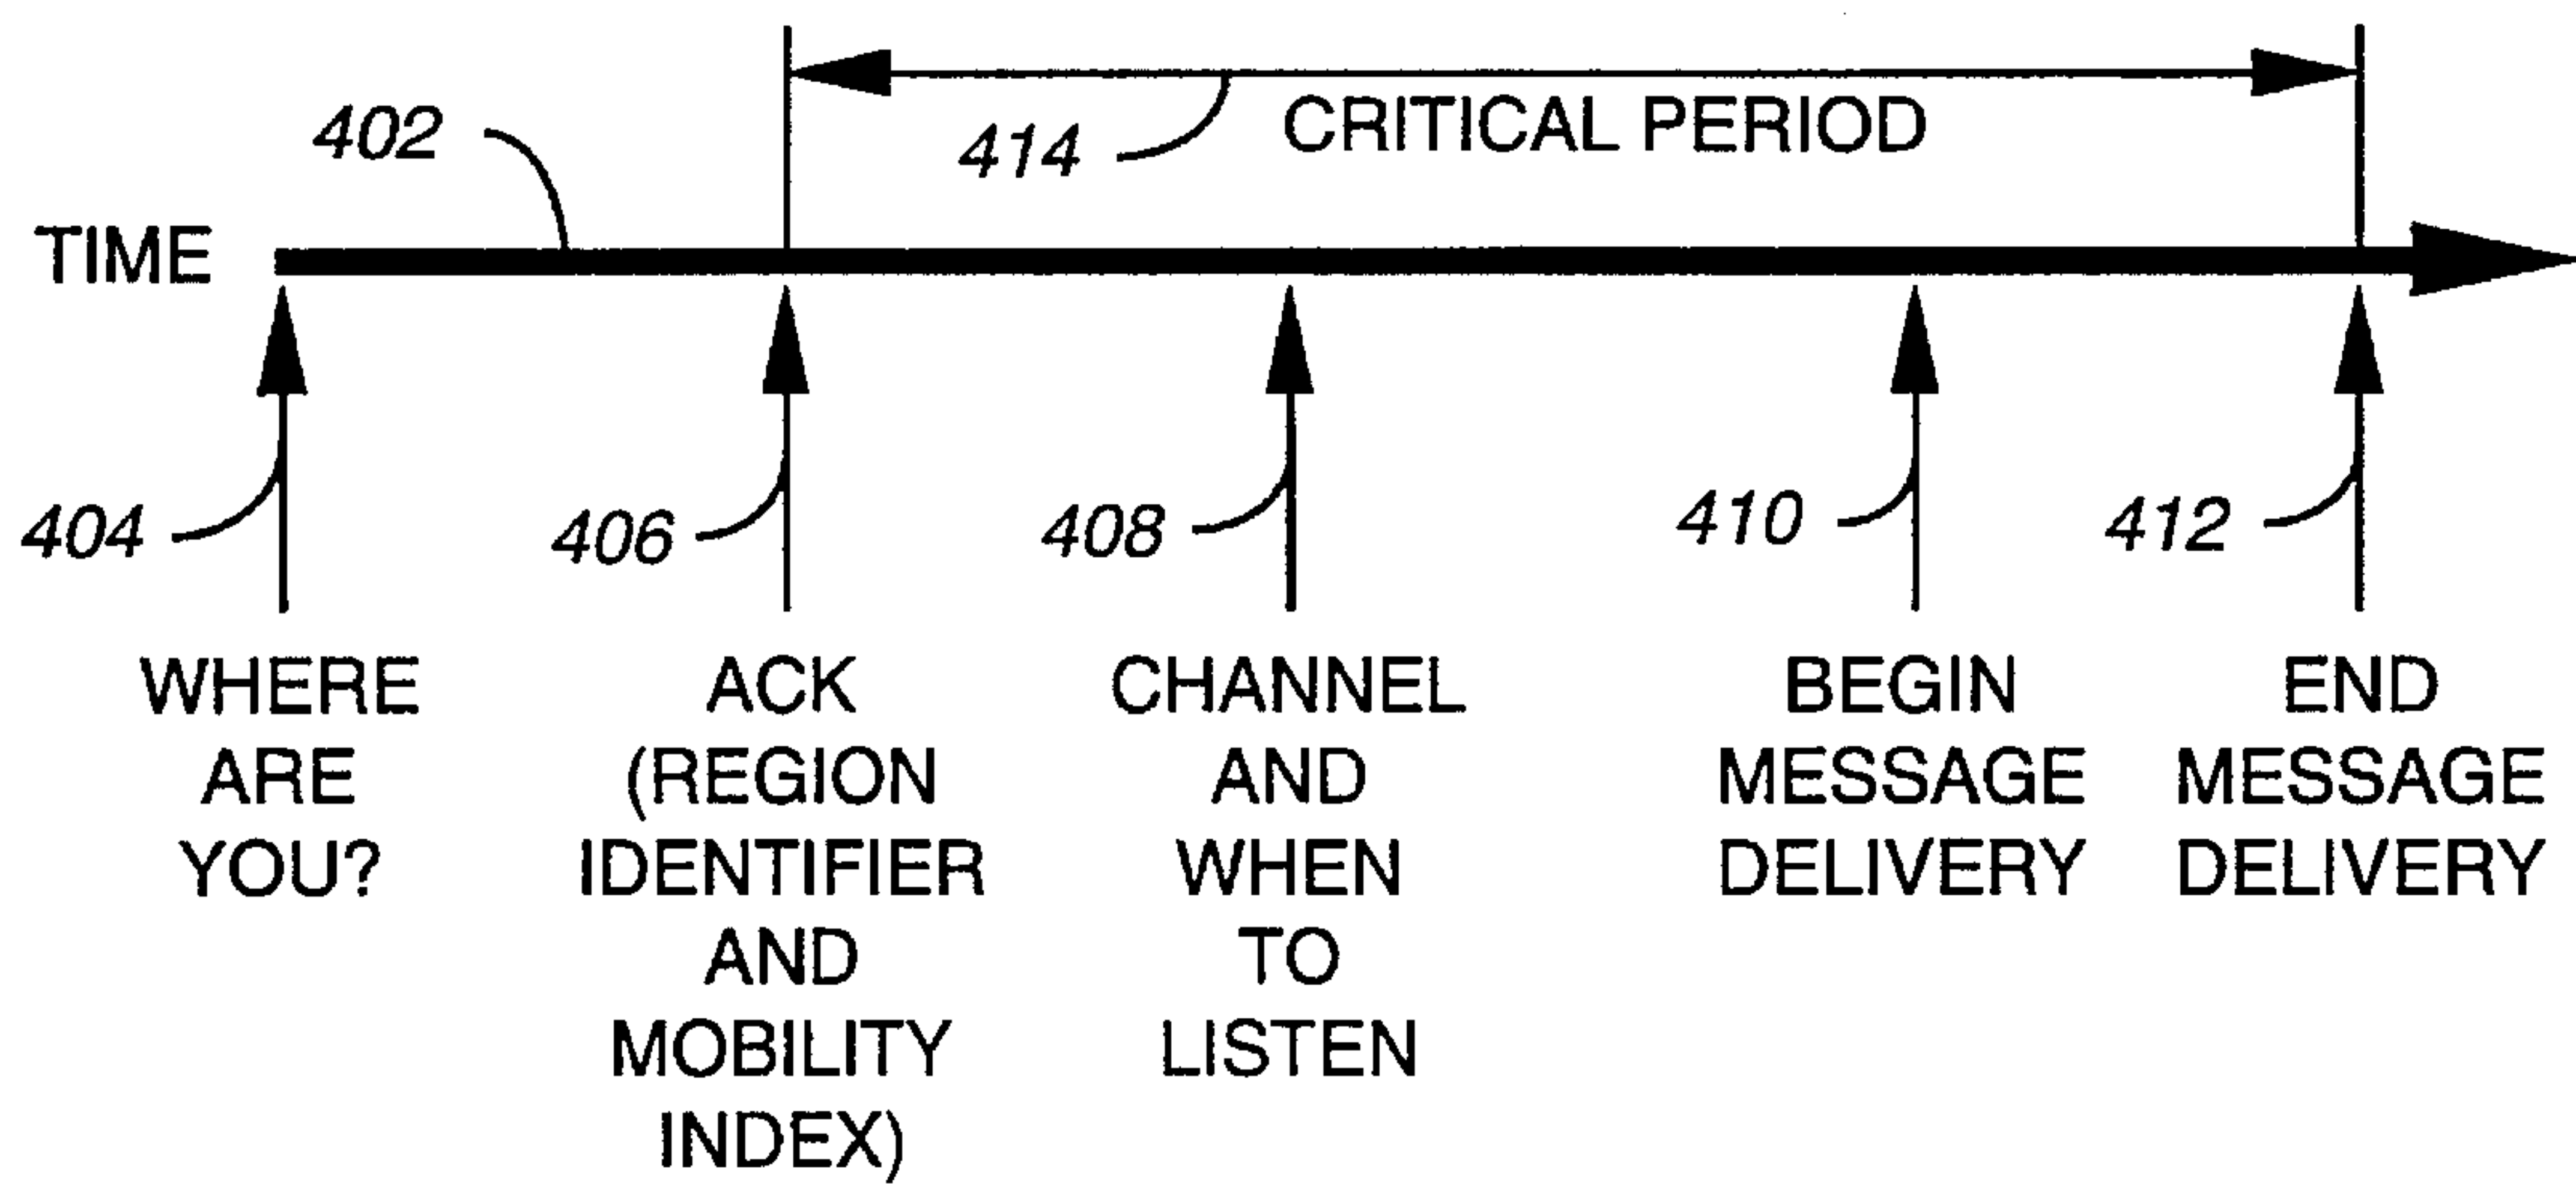 402
414
CRITICAL PERIOD
TIME
404
406
408
410
412
WHERE
ARE
YOU?
ACK
(REGION
IDENTIFIER
AND
MOBILITY
INDEX)
CHANNEL
AND
WHEN
TO
LISTEN
BEGIN
MESSAGE
DELIVERY
END
MESSAGE
DELIVERY